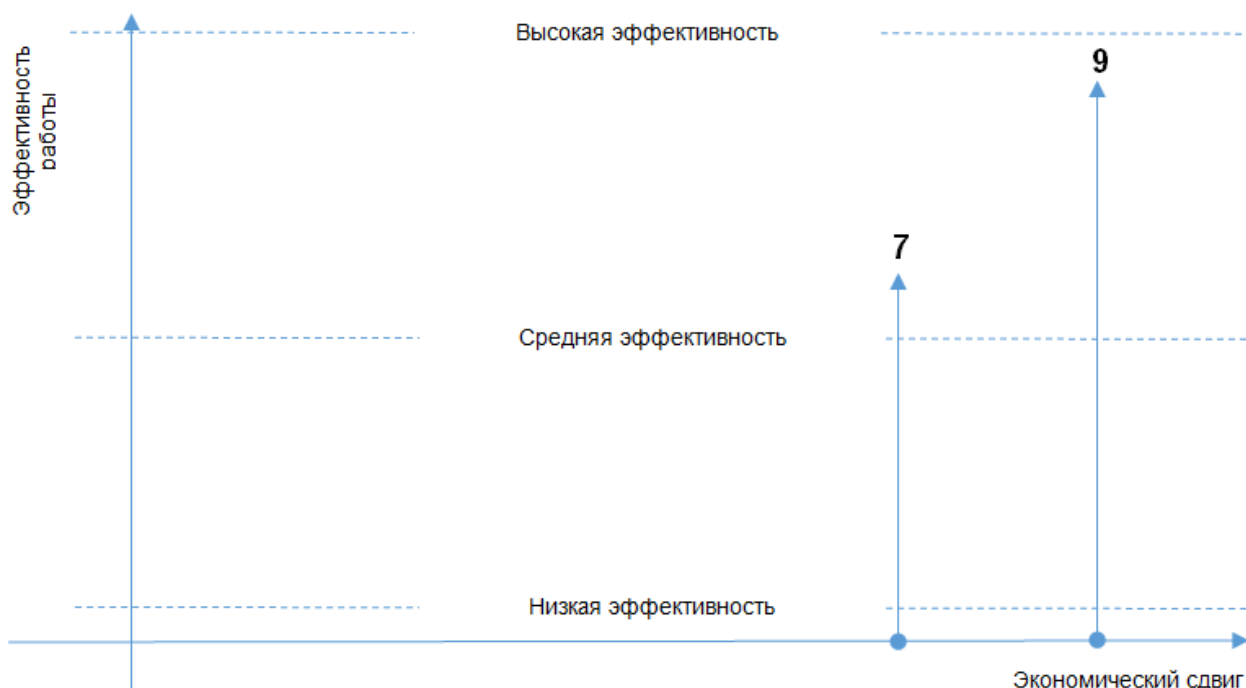 Эффективность
работы
Высокая эффективность
9
7
Средняя эффективность
Низкая эффективность
Экономический сдвиг